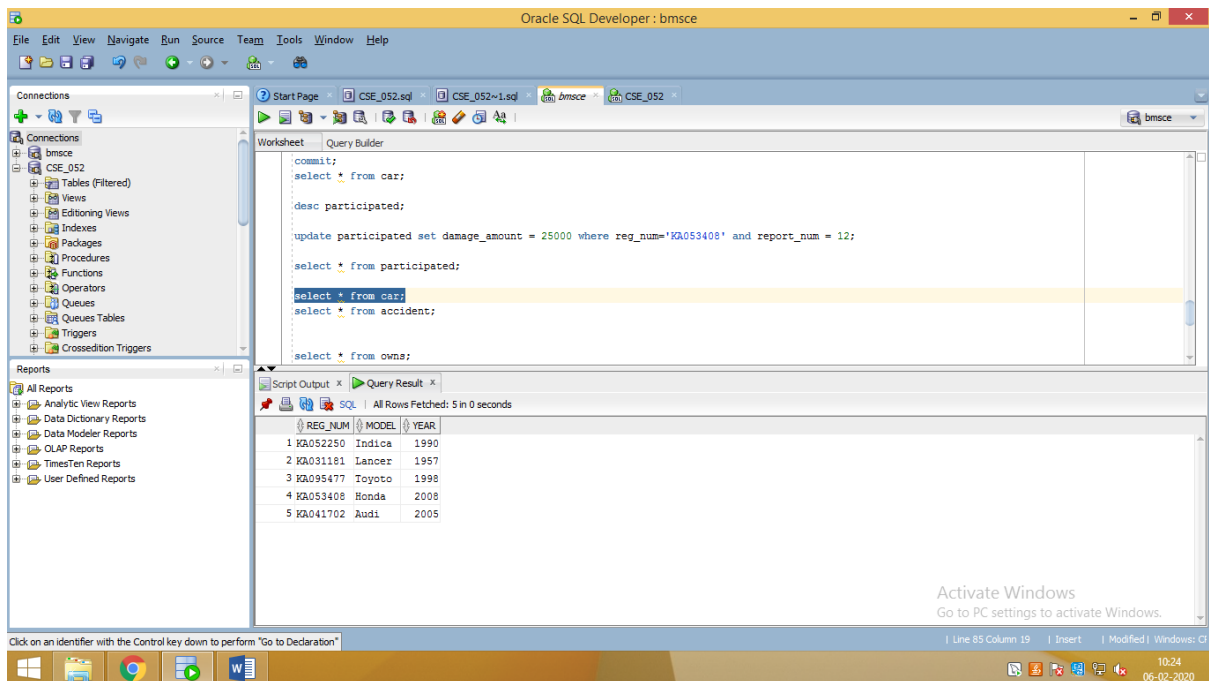 Oracle SQL Developer : bmsce
File Edit View Navigate Run Source Team Tools Window Help
Connections
Start Page CSE_052.sql CSE_052~1.sql bmsce CSE_052
bmsce
Connections
bmsce
CSE_052
Tables (Filtered)
Views
Editioning Views
Indexes
Packages
Procedures
Functions
Operators
Queues
Queues Tables
Triggers
Crossedition Triggers
Worksheet Query Builder
commit;
select * from car;
desc participated;
update participated set damage_amount = 25000 where reg_num='KA053408' and report_num = 12;
select * from participated;
select * from car;
select * from accident;
select * from owns;
Reports
All Reports
Analytic View Reports
Data Dictionary Reports
Data Modeler Reports
OLAP Reports
TimesTen Reports
User Defined Reports
Script Output x Query Result x
SQL | All Rows Fetched: 5 in 0 seconds
REG_NUM MODEL YEAR
1 KA052250 Indica 1990
2 KA031181 Lancer 1957
3 KA095477 Toyoto 1998
4 KA053408 Honda 2008
5 KA041702 Audi 2005
Activate Windows
Go to PC settings to activate Windows.
Click on an identifier with the Control key down to perform "Go to Declaration"
| Line 85 Column 19 | Insert | Modified | Windows: CF
10:24
06-02-2020